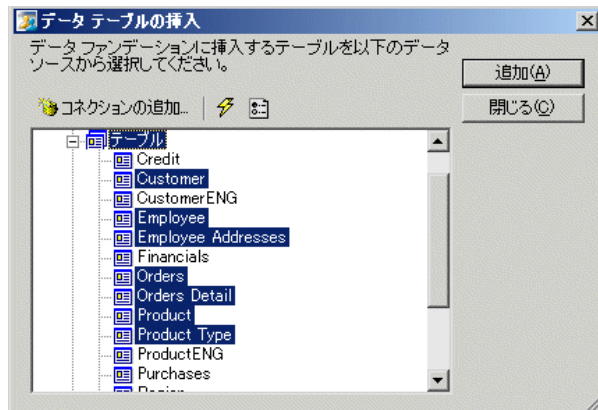 データ テーブルの挿入
データ ファンデーションに挿入するテーブルを以下のデータ
ソースから選択してください。
追加(A)
コネクションの追加...
閉じる(C)
テーブル
Credit
Customer
CustomerENG
Employee
Employee Addresses
Financials
Orders
Orders Detail
Product
Product Type
ProductENG
Purchases
Region